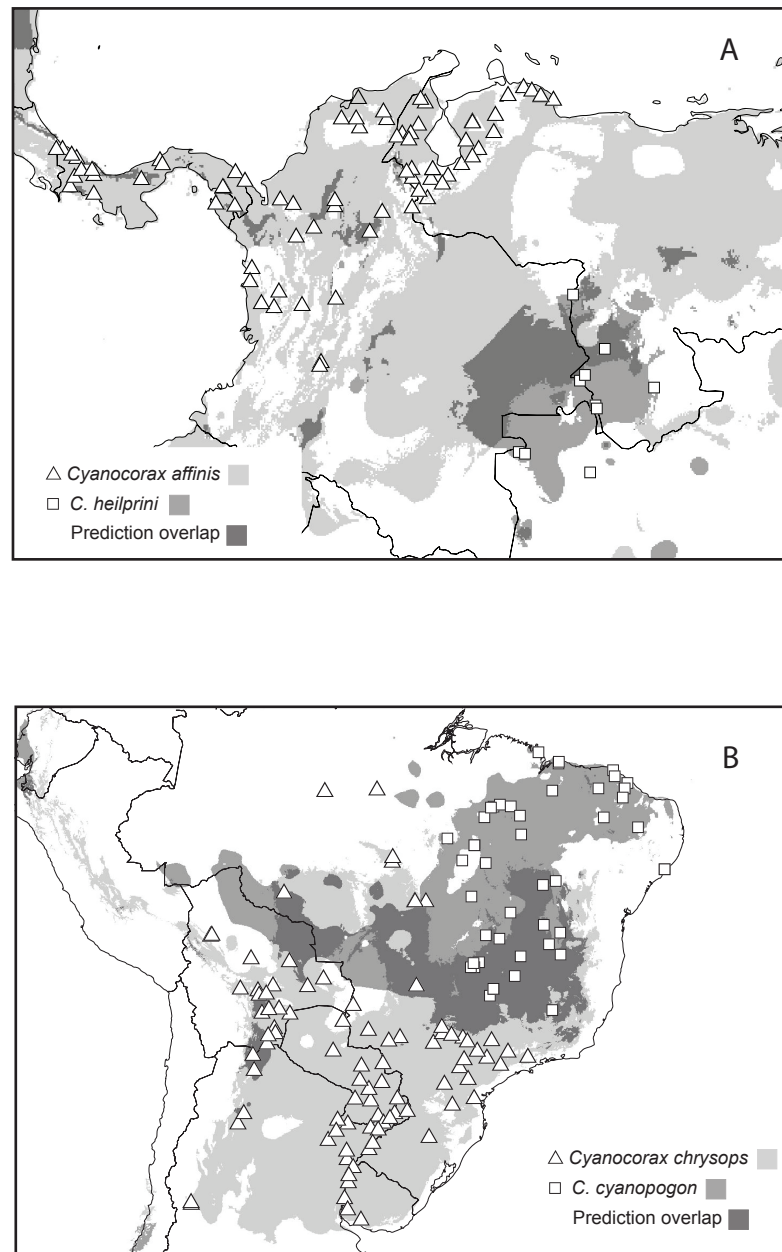 A
Cyanocorax affinis
C. heilprini
Prediction overlap
B
Cyanocorax chrysops
C. cyanopogon
Prediction overlap